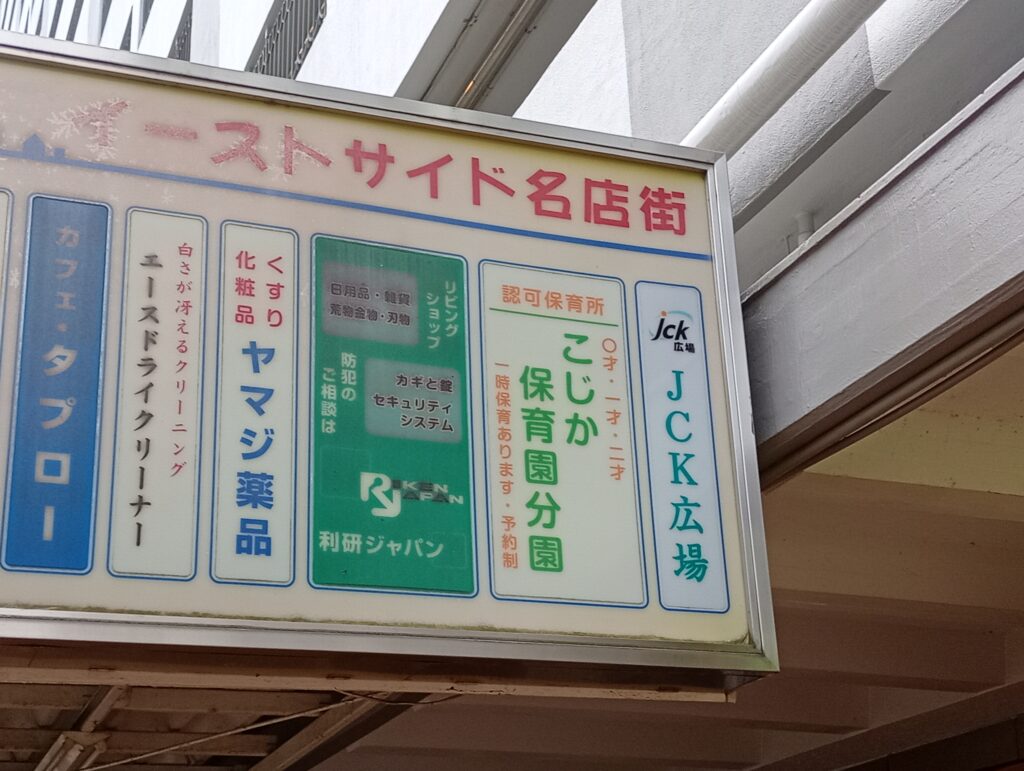 イーストサイド名店街
カフェ・タブロー
白さが冴えるクリーニング
エースドライクリーナー
くすり
化粧品
ヤマジ薬品
リビング
ショップ
日用品・雑貨
荒物金物・刃物
防犯の
ご相談は
カギと錠
セキュリティ
システム
RIKEN
JAPAN
利研ジャパン
認可保育所
〇才・一才・二才
こじか
保育園分園
一時保育あります・予約制
jck
広場
JCK広場